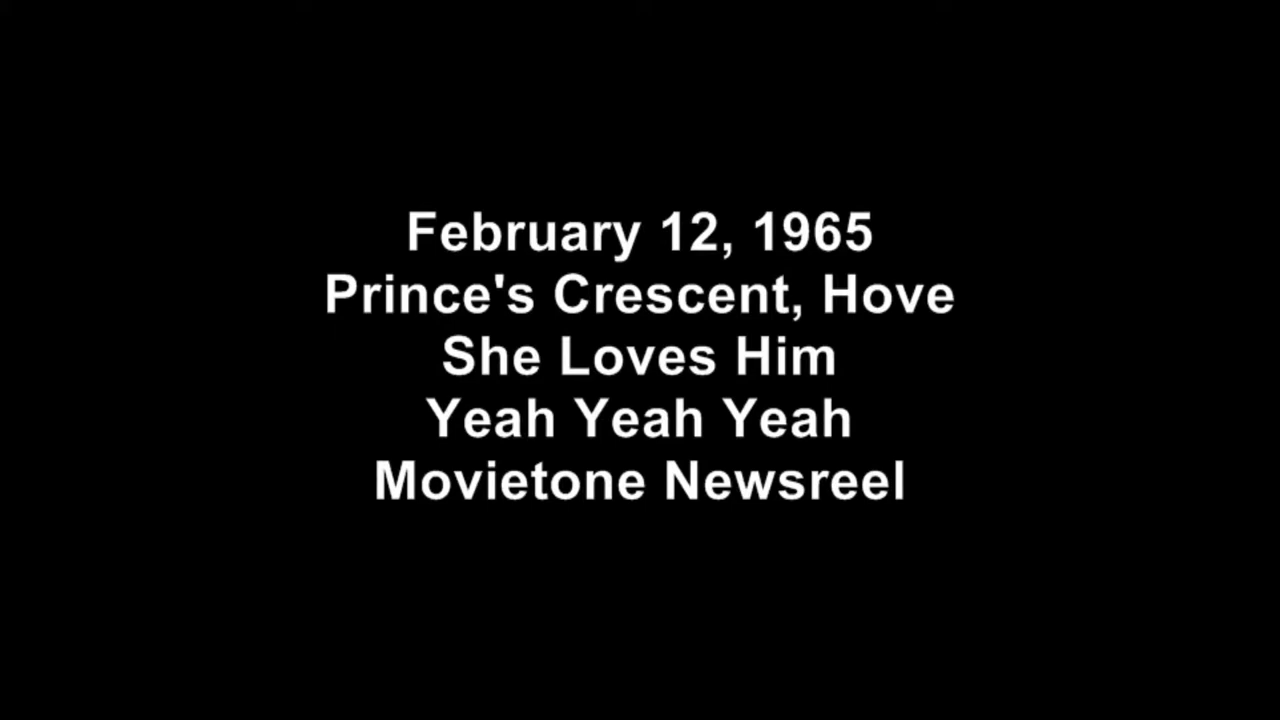 February 12, 1965
Prince's Crescent, Hove
She Loves Him
Yeah Yeah Yeah
Movietone Newsreel